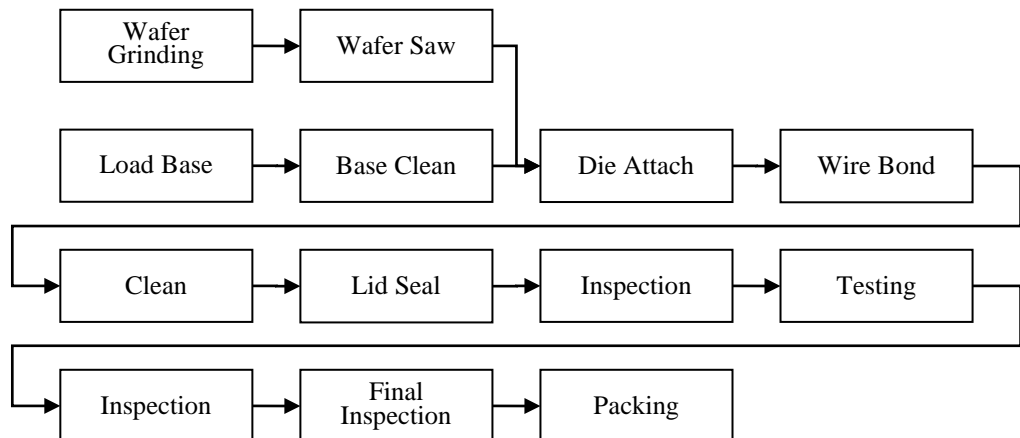 Wafer
Grinding
Wafer Saw
Load Base
Base Clean
Die Attach
Wire Bond
Clean
Lid Seal
Inspection
Testing
Inspection
Final
Inspection
Packing